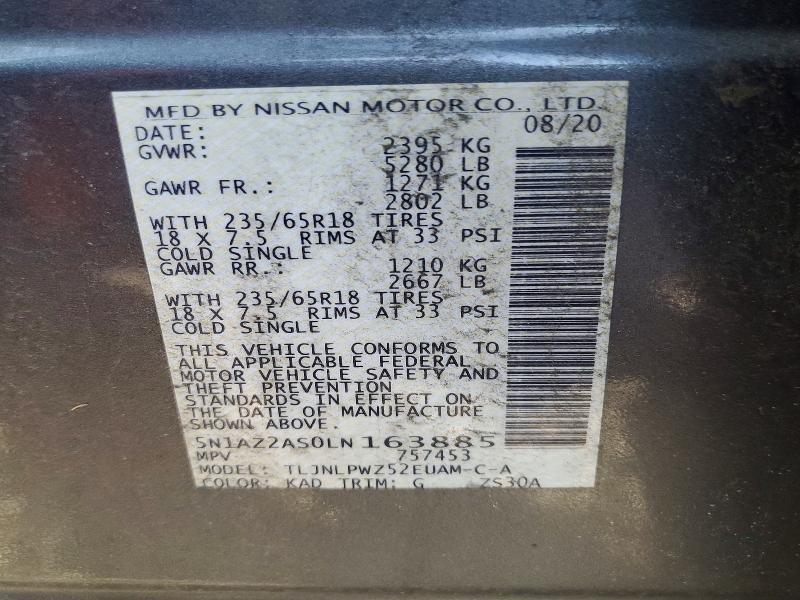 MFD BY NISSAN MOTOR CO., LTD.
DATE: 08/20
GVWR: 2395 KG
5280 LB
GAWR FR.: 1271 KG
2802 LB
WITH 235/65R18 TIRES
18 X 7.5 RIMS AT 33 PSI
COLD SINGLE
GAWR RR.: 1210 KG
2667 LB
WITH 235/65R18 TIRES
18 X 7.5 RIMS AT 33 PSI
COLD SINGLE
THIS VEHICLE CONFORMS TO
ALL APPLICABLE FEDERAL
MOTOR VEHICLE SAFETY AND
THEFT PREVENTION
STANDARDS IN EFFECT ON
THE DATE OF MANUFACTURE
SHOWN ABOVE.
5N1AZ2AS0LN163885
MPV 757453
MODEL: TLJNLPWZ52EUAM-C-A
COLOR: KAD TRIM: G ZS30A